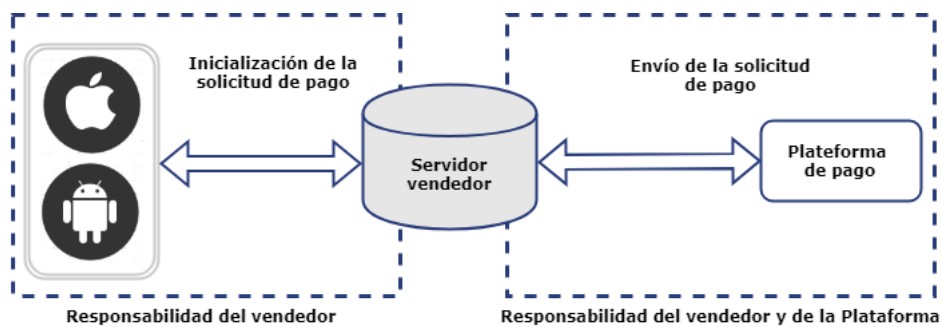 Inicialización de la
solicitud de pago
Envío de la solicitud
de pago
Servidor
vendedor
Plateforma
de pago
Responsabilidad del vendedor
Responsabilidad del vendedor y de la Plataforma